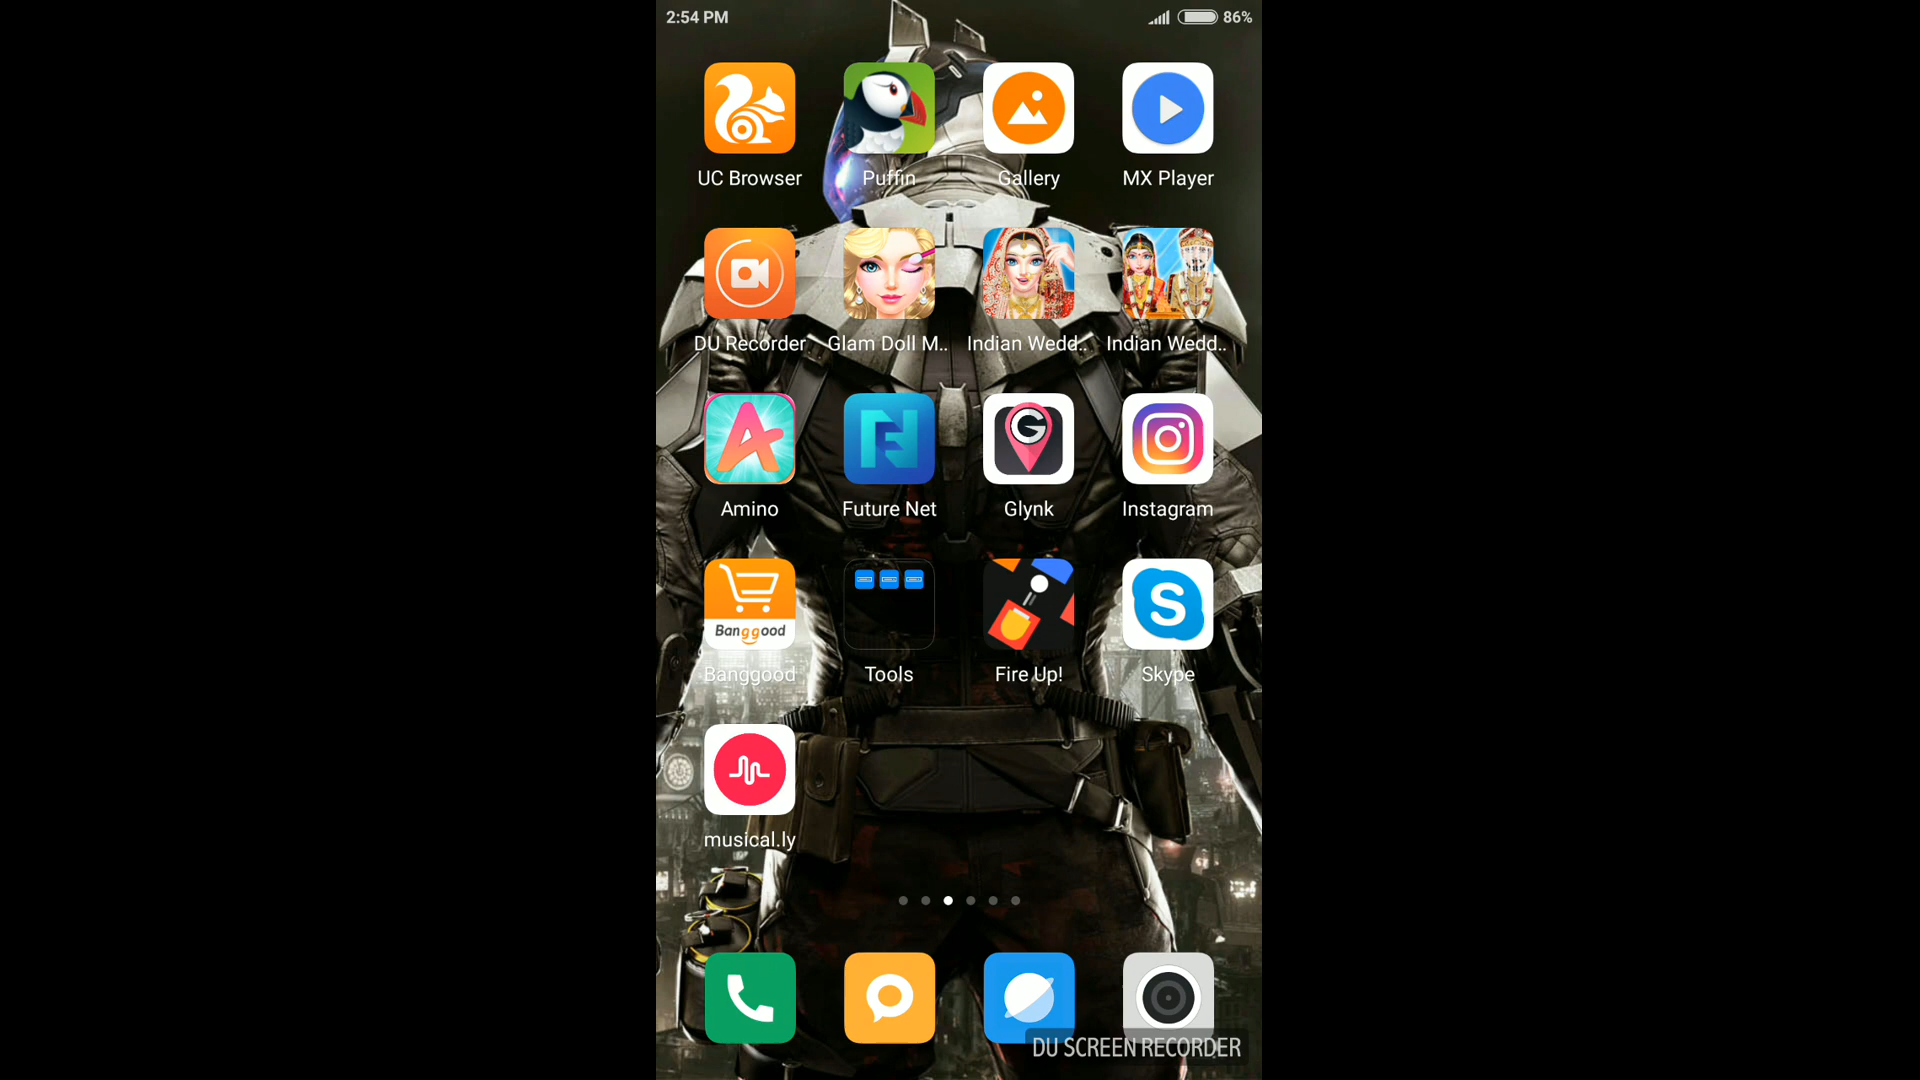 2:54 PM 86%
UC Browser Puffin Gallery MX Player
DU Recorder Glam Doll M.. Indian Wedd.. Indian Wedd..
Amino Future Net Glynk Instagram
Banggood
Banggood Tools Fire Up! Skype
musical.ly
DU SCREEN RECORDER